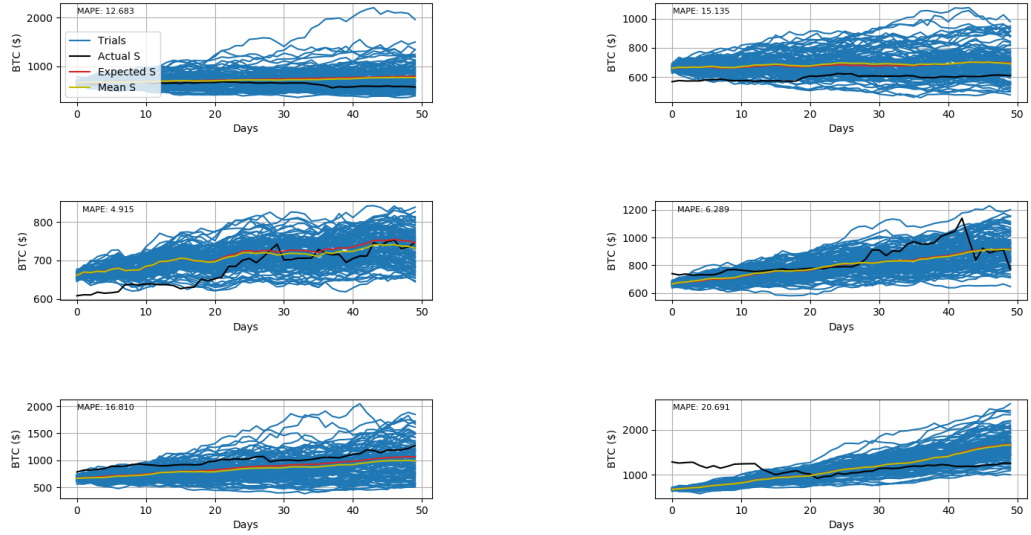 MAPE: 12.683
2000
1000
BTC ($)
Trials
Actual S
Expected S
Mean S
0 10 20 30 40 50
Days
MAPE: 15.135
1000
800
600
BTC ($)
0 10 20 30 40 50
Days
MAPE: 4.915
800
700
600
BTC ($)
0 10 20 30 40 50
Days
MAPE: 6.289
1200
1000
800
600
BTC ($)
0 10 20 30 40 50
Days
MAPE: 16.810
2000
1500
1000
500
BTC ($)
0 10 20 30 40 50
Days
MAPE: 20.691
2000
1000
BTC ($)
0 10 20 30 40 50
Days